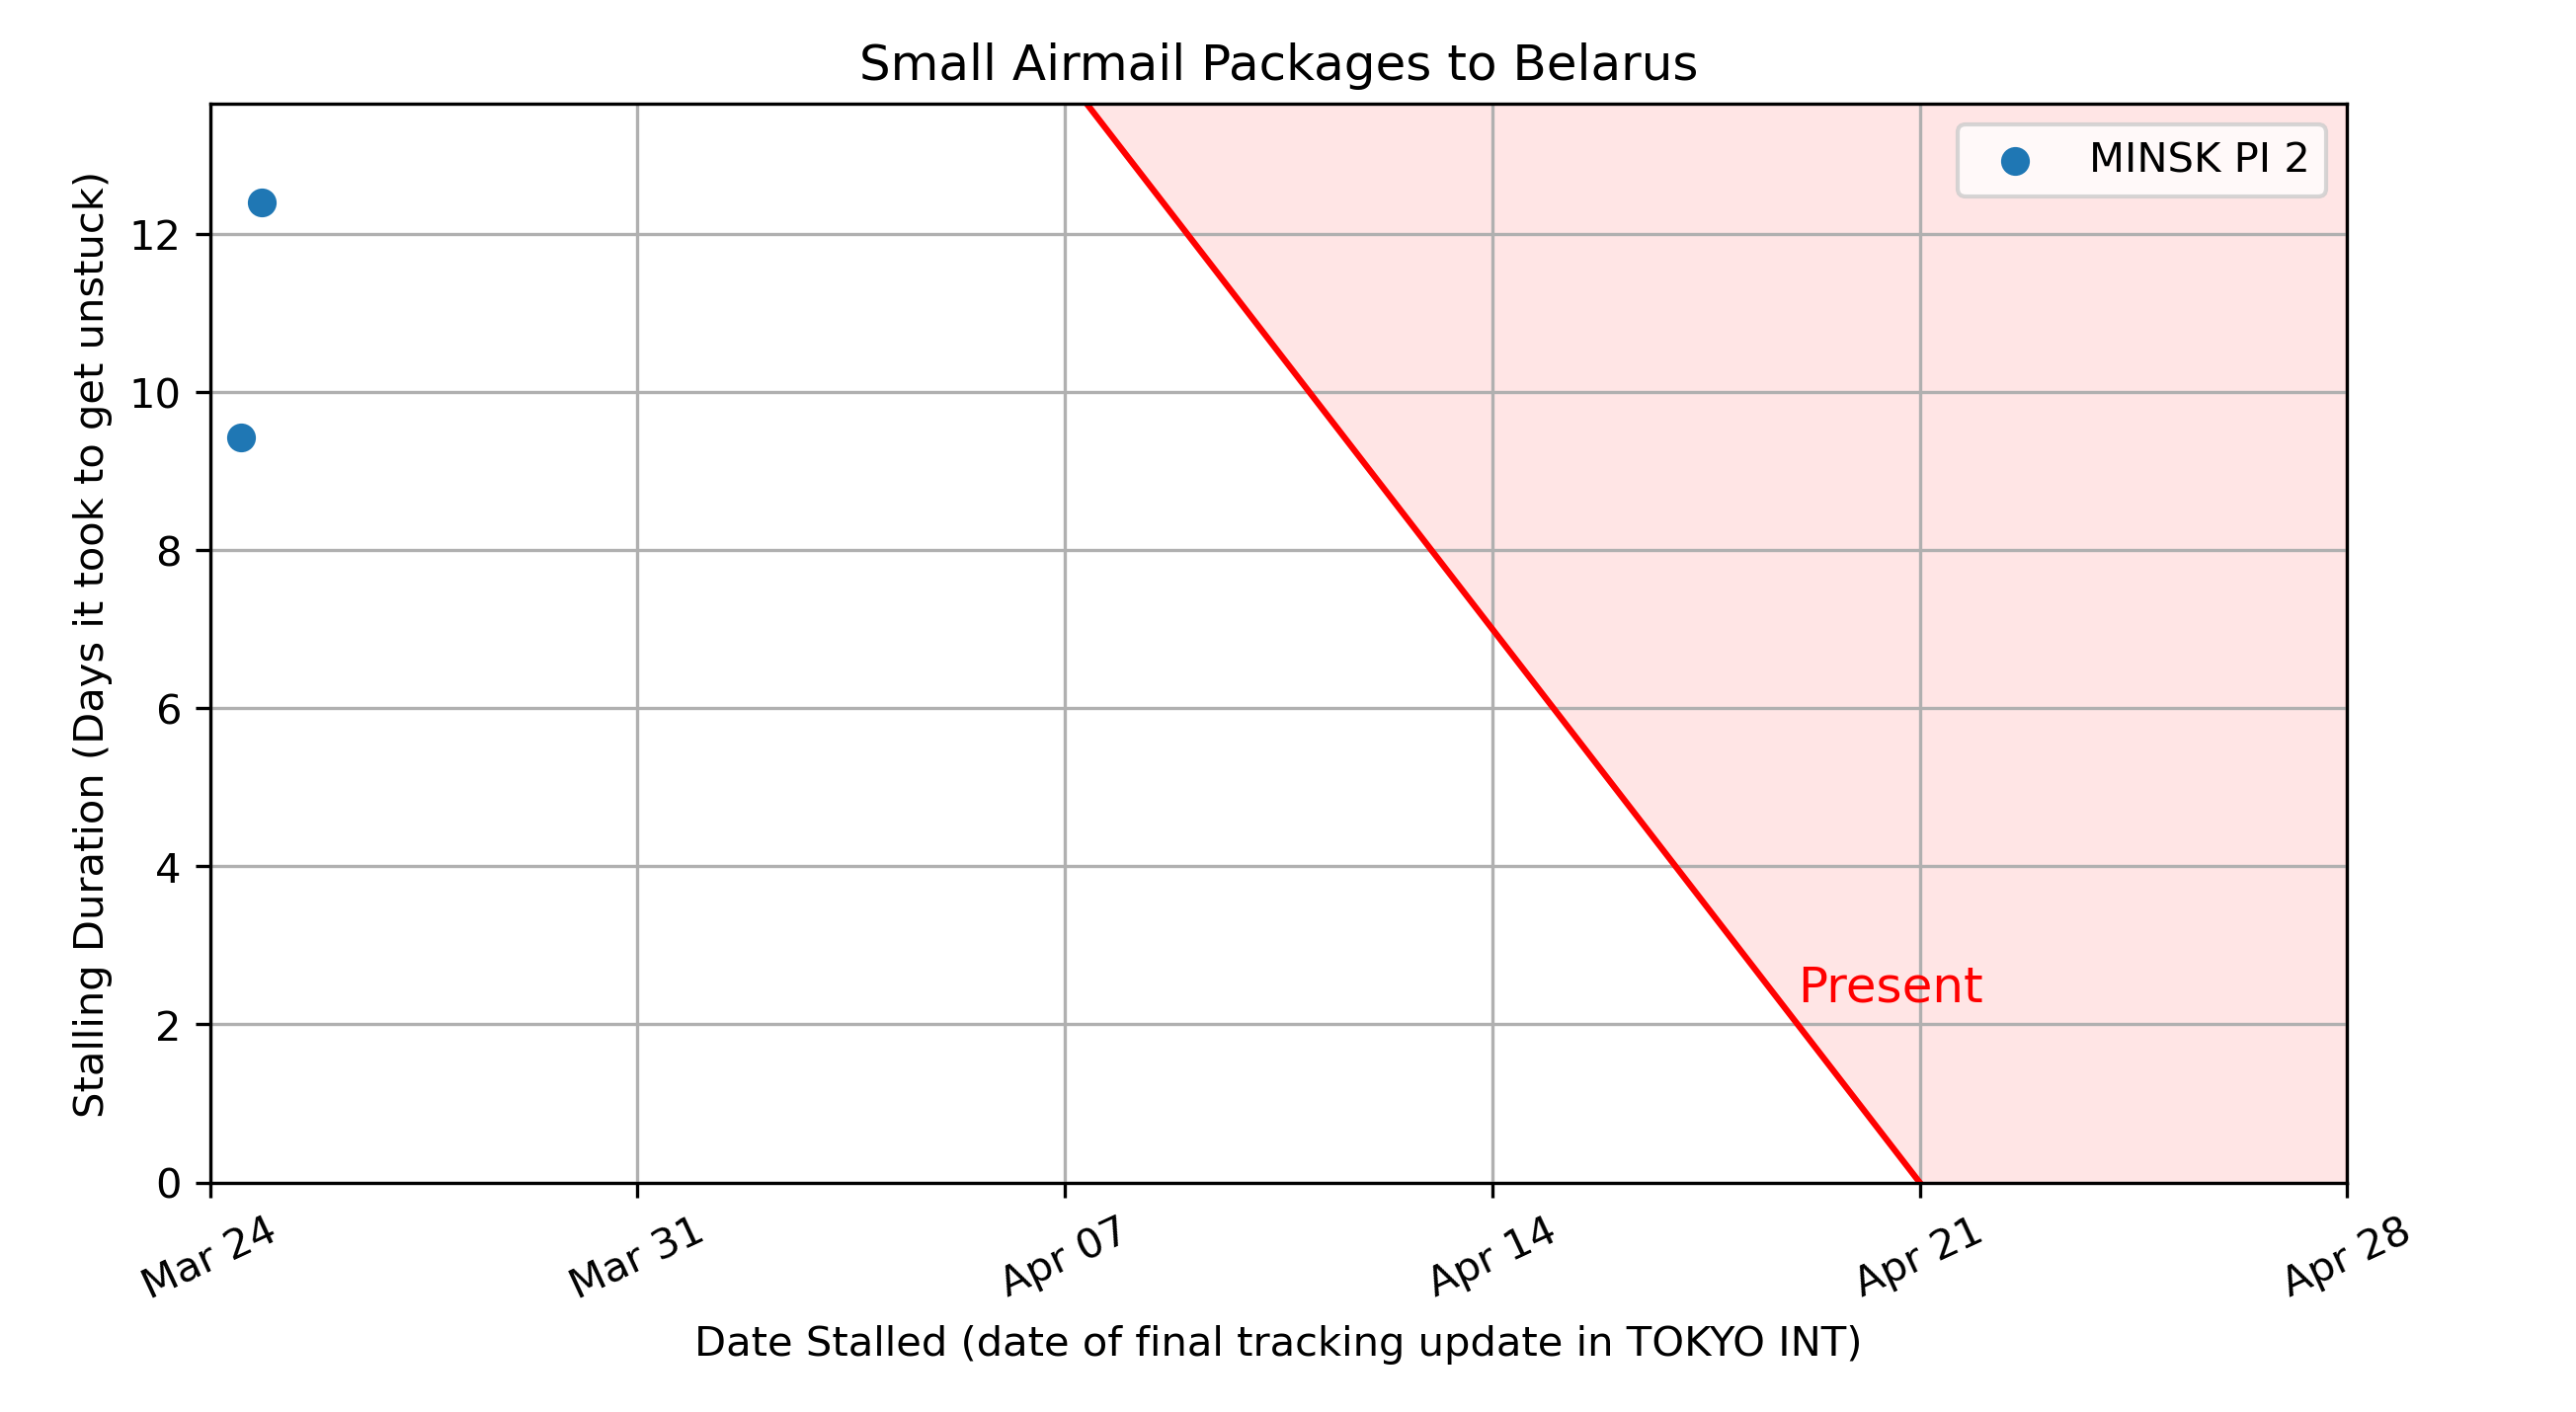 Small Airmail Packages to Belarus
MINSK PI 2
Stalling Duration (Days it took to get unstuck)
12
10
8
6
4
2
0
Present
Mar 24
Mar 31
Apr 07
Apr 14
Apr 21
Apr 28
Date Stalled (date of final tracking update in TOKYO INT)